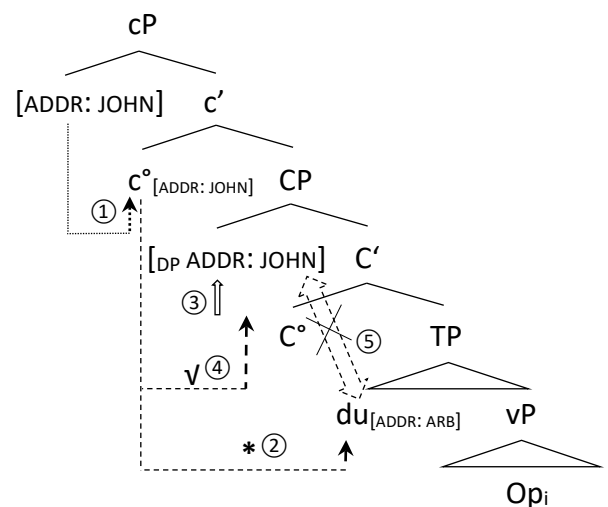 cP
[ADDR: JOHN] c'
c°[ADDR: JOHN] CP
①
[DP ADDR: JOHN] C‘
③
C° ⑤ TP
√ ④
du[ADDR: ARB] vP
* ②
Opi